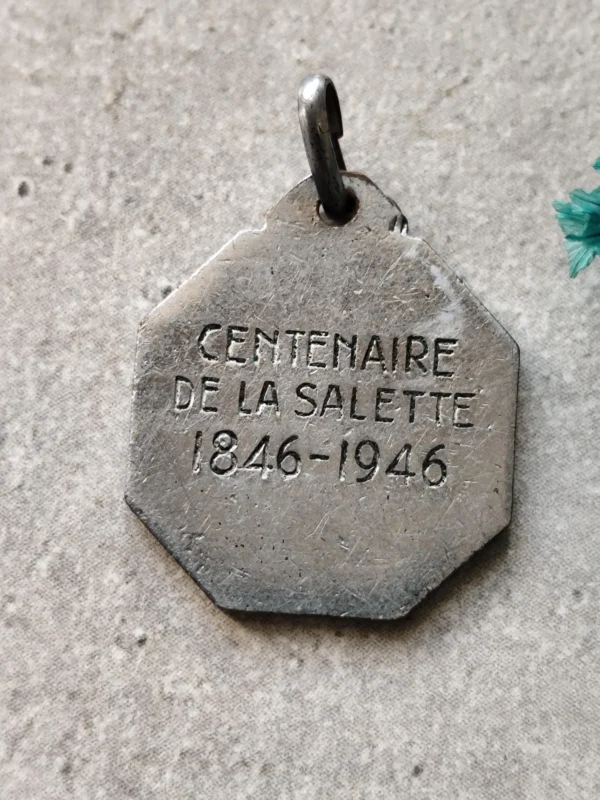 CENTENAIRE
DE LA SALETTE
1846-1946